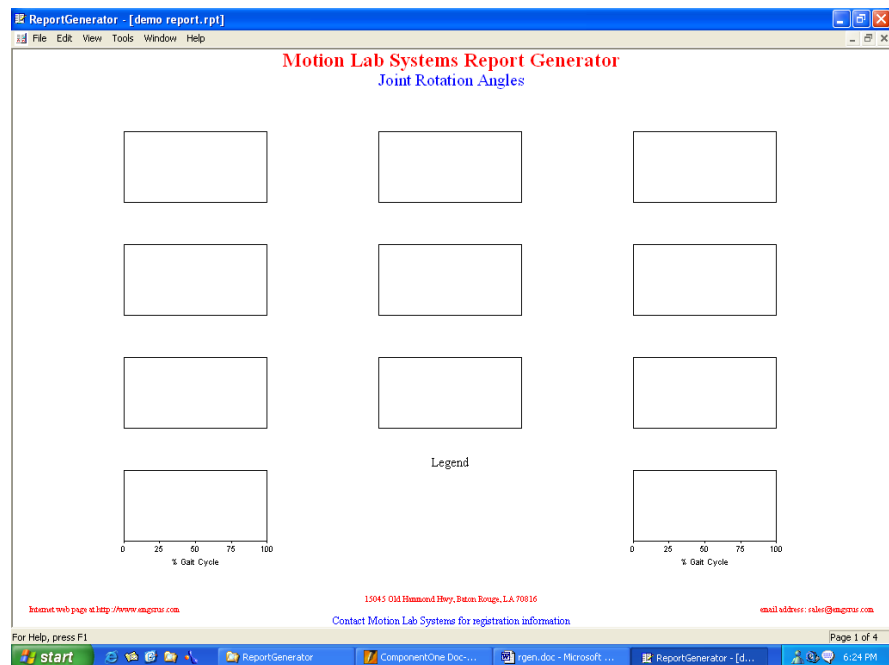 ReportGenerator - [demo report.rpt]
File Edit View Tools Window Help
Motion Lab Systems Report Generator
Joint Rotation Angles
Legend
0 25 50 75 100
% Gait Cycle
0 25 50 75 100
% Gait Cycle
15045 Old Hammond Hwy, Baton Rouge, LA 70816
Internet web page at http://www.emgsrus.com
email address: sales@emgsrus.com
Contact Motion Lab Systems for registration information
For Help, press F1
Page 1 of 4
start
ReportGenerator
ComponentOne Doc-...
rgen.doc - Microsoft ...
ReportGenerator - [d...
6:24 PM